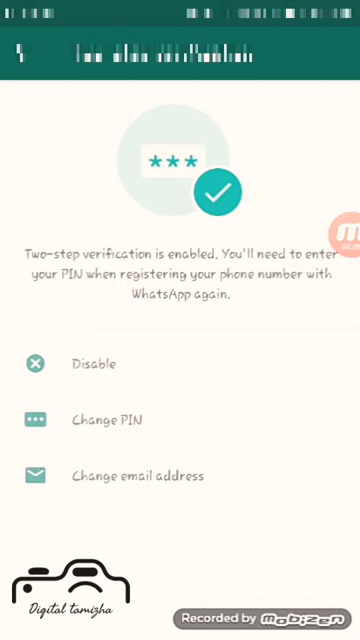 ***
Two-step verification is enabled. You'll need to enter
your PIN when registering your phone number with
WhatsApp again.
Disable
Change PIN
Change email address
Digital tamizha
Recorded by mobizen